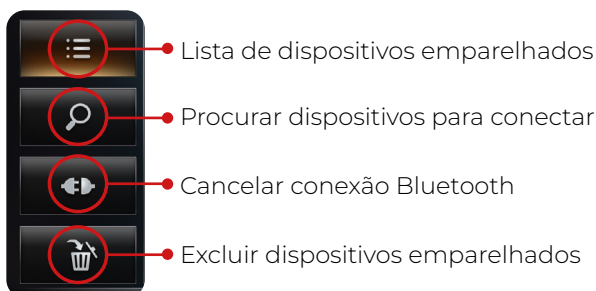 Lista de dispositivos emparelhados
Procurar dispositivos para conectar
Cancelar conexão Bluetooth
Excluir dispositivos emparelhados